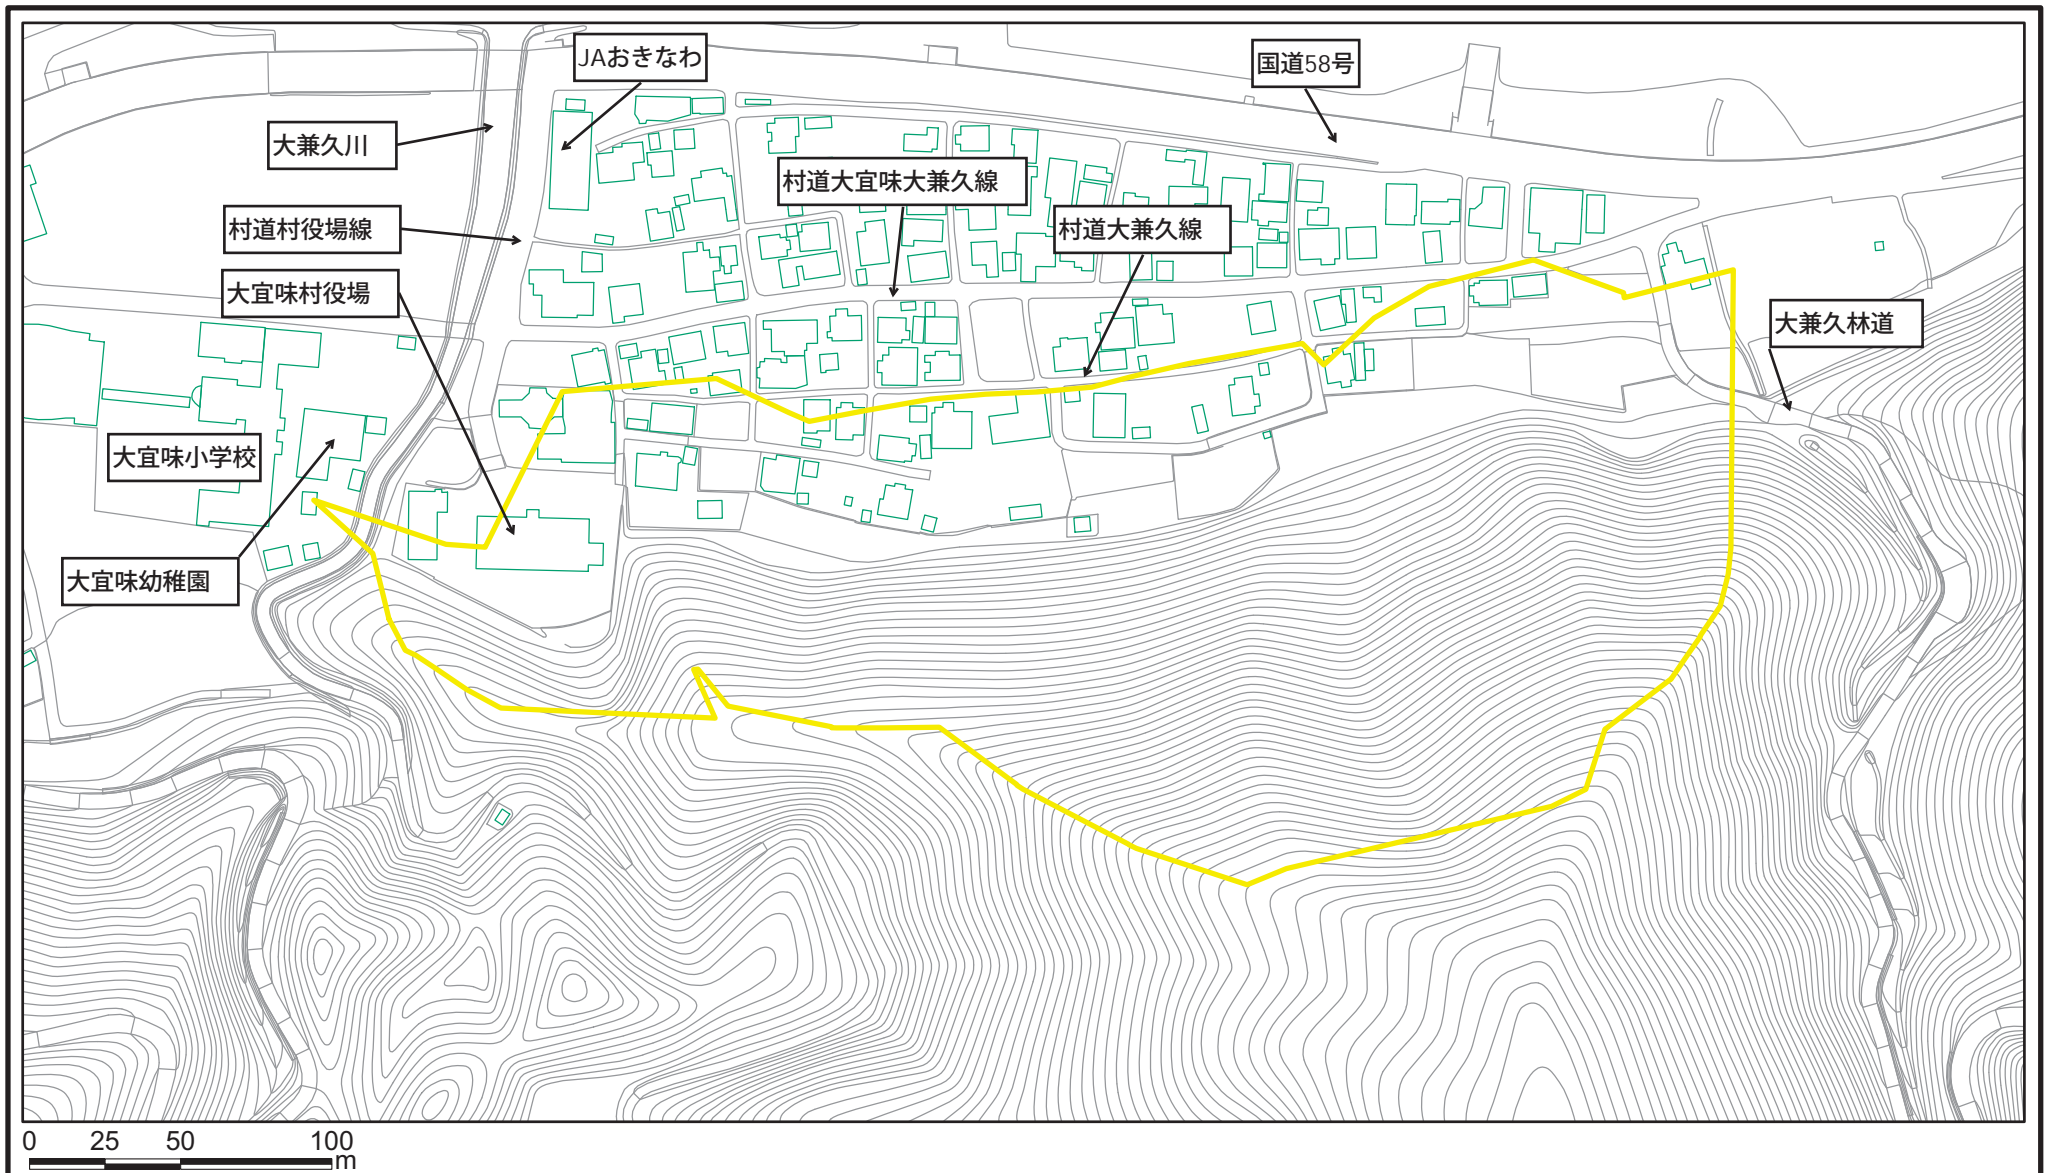 JAおきなわ
国道58号
大兼久川
村道大宜味大兼久線
村道村役場線
村道大兼久線
大宜味村役場
大兼久林道
大宜味小学校
大宜味幼稚園
0 25 50 100
m